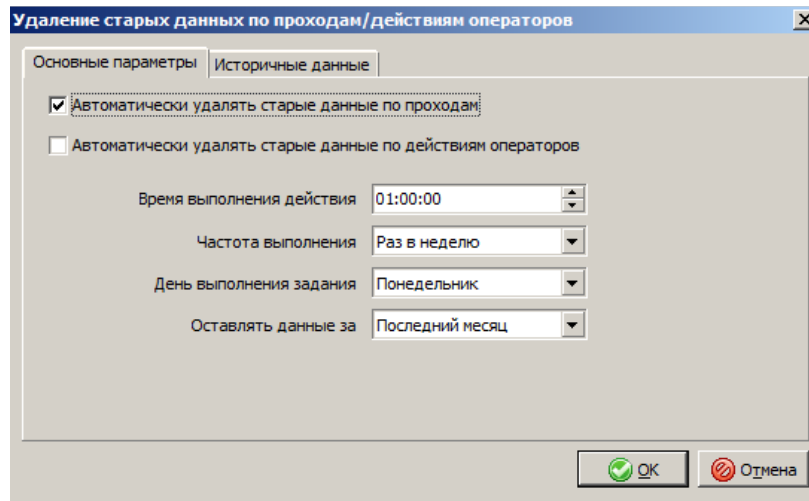 Удаление старых данных по проходам/действиям операторов
Основные параметры Историчные данные
Автоматически удалять старые данные по проходам
Автоматически удалять старые данные по действиям операторов
Время выполнения действия 01:00:00
Частота выполнения Раз в неделю
День выполнения задания Понедельник
Оставлять данные за Последний месяц
OK Отмена